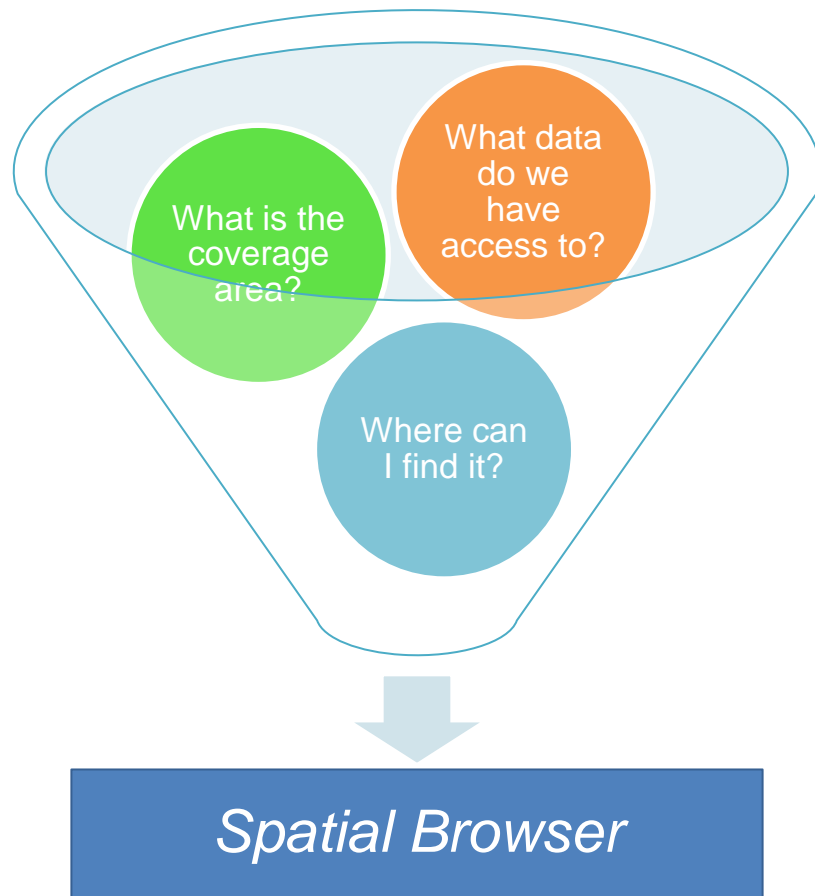 What data
do we
have
access to?
What is the
coverage
area?
Where can
I find it?
Spatial Browser